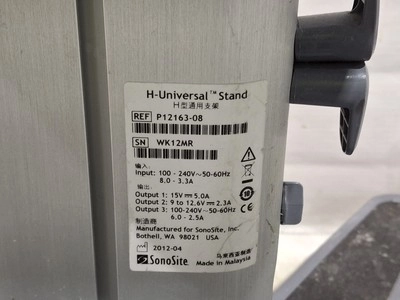 H-Universal™ Stand
H型通用支架
REF P12163-08
SN WK12MR
输入:
Input: 100 - 240V~50-60Hz
8.0 - 3.3A
输出:
Output 1: 15V⎓5.0A
Output 2: 9 to 12.6V⎓2.3A
Output 3: 100-240V~50-60Hz
6.0 - 2.5A
制造商
Manufactured for SonoSite, Inc.
Bothell, WA 98021 USA
2012-04
SonoSite
马来西亚制造
Made in Malaysia